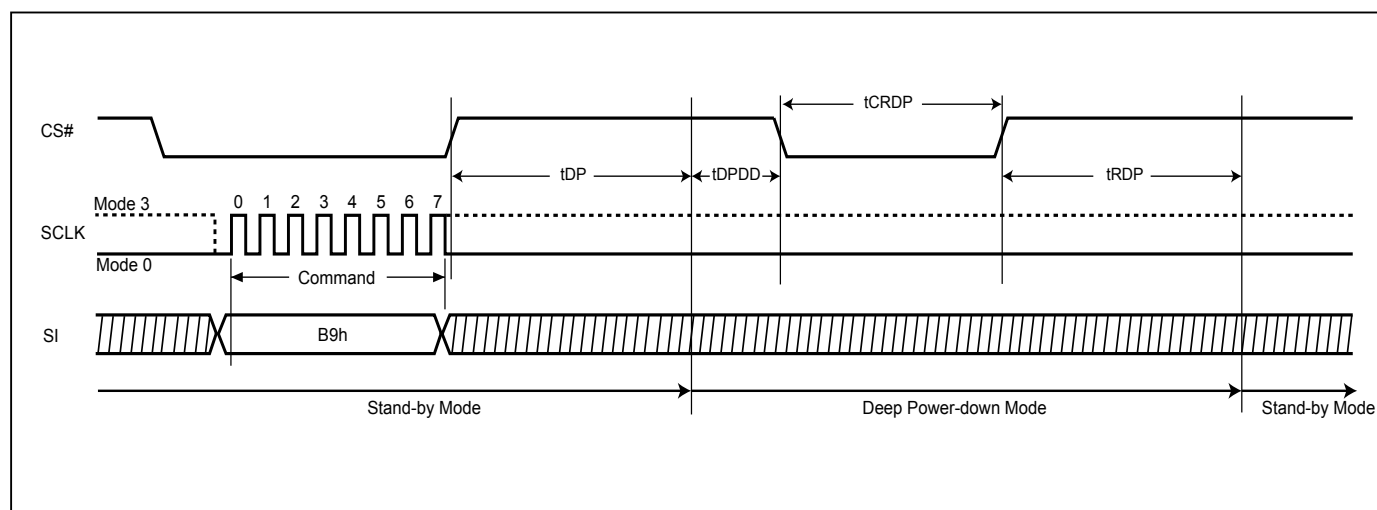 tCRDP
CS#
tDP
tDPDD
tRDP
Mode 3
0 1 2 3 4 5 6 7
SCLK
Mode 0
Command
SI
B9h
Stand-by Mode
Deep Power-down Mode
Stand-by Mode